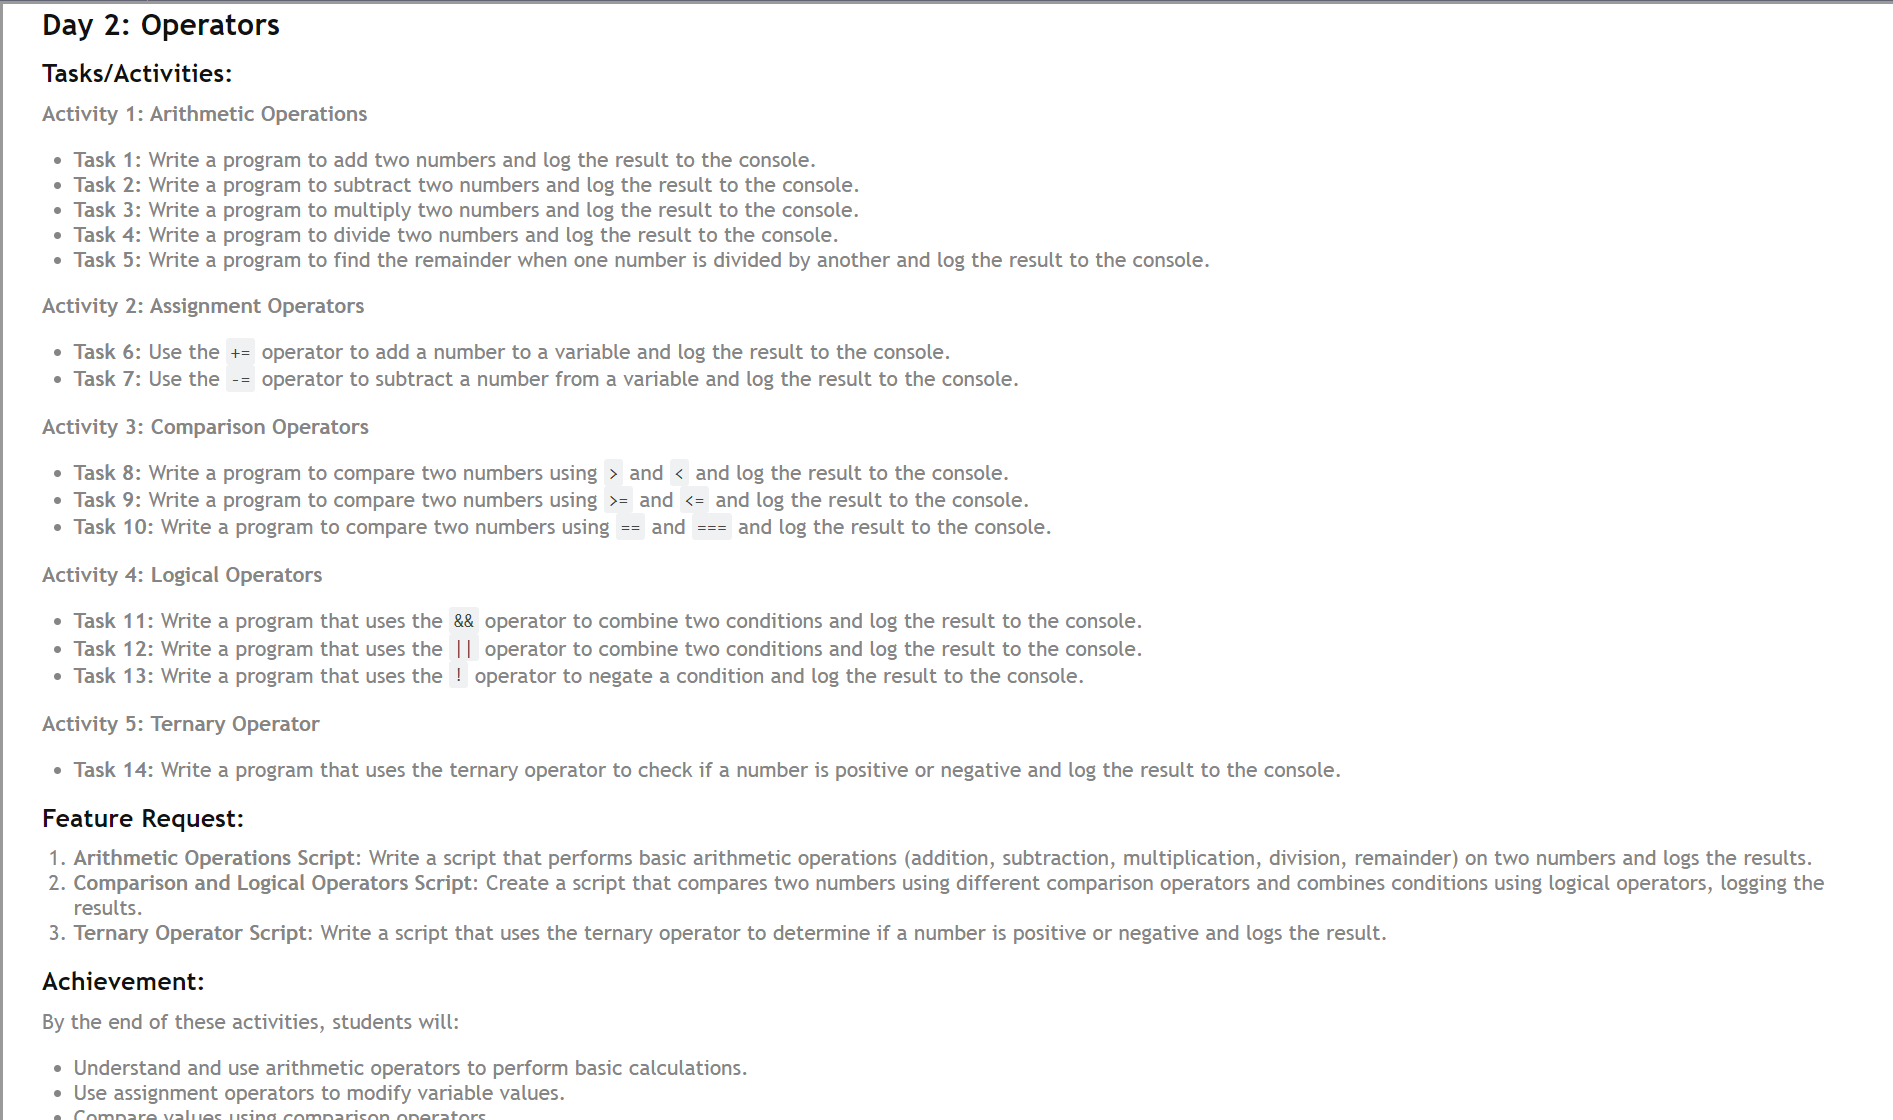 Day 2: Operators
Tasks/Activities:
Activity 1: Arithmetic Operations
Task 1: Write a program to add two numbers and log the result to the console.
Task 2: Write a program to subtract two numbers and log the result to the console.
Task 3: Write a program to multiply two numbers and log the result to the console.
Task 4: Write a program to divide two numbers and log the result to the console.
Task 5: Write a program to find the remainder when one number is divided by another and log the result to the console.
Activity 2: Assignment Operators
Task 6: Use the += operator to add a number to a variable and log the result to the console.
Task 7: Use the -= operator to subtract a number from a variable and log the result to the console.
Activity 3: Comparison Operators
Task 8: Write a program to compare two numbers using > and < and log the result to the console.
Task 9: Write a program to compare two numbers using >= and <= and log the result to the console.
Task 10: Write a program to compare two numbers using == and === and log the result to the console.
Activity 4: Logical Operators
Task 11: Write a program that uses the && operator to combine two conditions and log the result to the console.
Task 12: Write a program that uses the || operator to combine two conditions and log the result to the console.
Task 13: Write a program that uses the ! operator to negate a condition and log the result to the console.
Activity 5: Ternary Operator
Task 14: Write a program that uses the ternary operator to check if a number is positive or negative and log the result to the console.
Feature Request:
1. Arithmetic Operations Script: Write a script that performs basic arithmetic operations (addition, subtraction, multiplication, division, remainder) on two numbers and logs the results.
2. Comparison and Logical Operators Script: Create a script that compares two numbers using different comparison operators and combines conditions using logical operators, logging the
results.
3. Ternary Operator Script: Write a script that uses the ternary operator to determine if a number is positive or negative and logs the result.
Achievement:
By the end of these activities, students will:
Understand and use arithmetic operators to perform basic calculations.
Use assignment operators to modify variable values.
Compare values using comparison operators